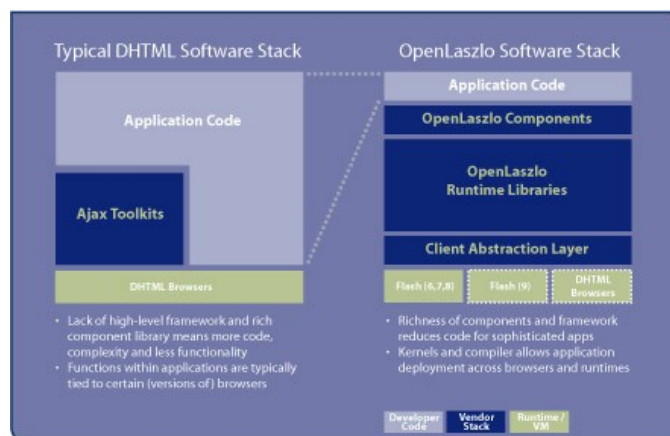 Typical DHTML Software Stack
Application Code
Ajax Toolkits
DHTML Browsers
• Lack of high-level framework and rich
component library means more code,
complexity and less functionality
• Functions within applications are typically
tied to certain (versions of) browsers
OpenLaszlo Software Stack
Application Code
OpenLaszlo Components
OpenLaszlo
Runtime Libraries
Client Abstraction Layer
Flash (6,7,8)
Flash (9)
DHTML
Browsers
• Richness of components and framework
reduces code for sophisticated apps
• Kernels and compiler allows application
deployment across browsers and runtimes
Developer
Code
Vendor
Stack
Runtime /
VM